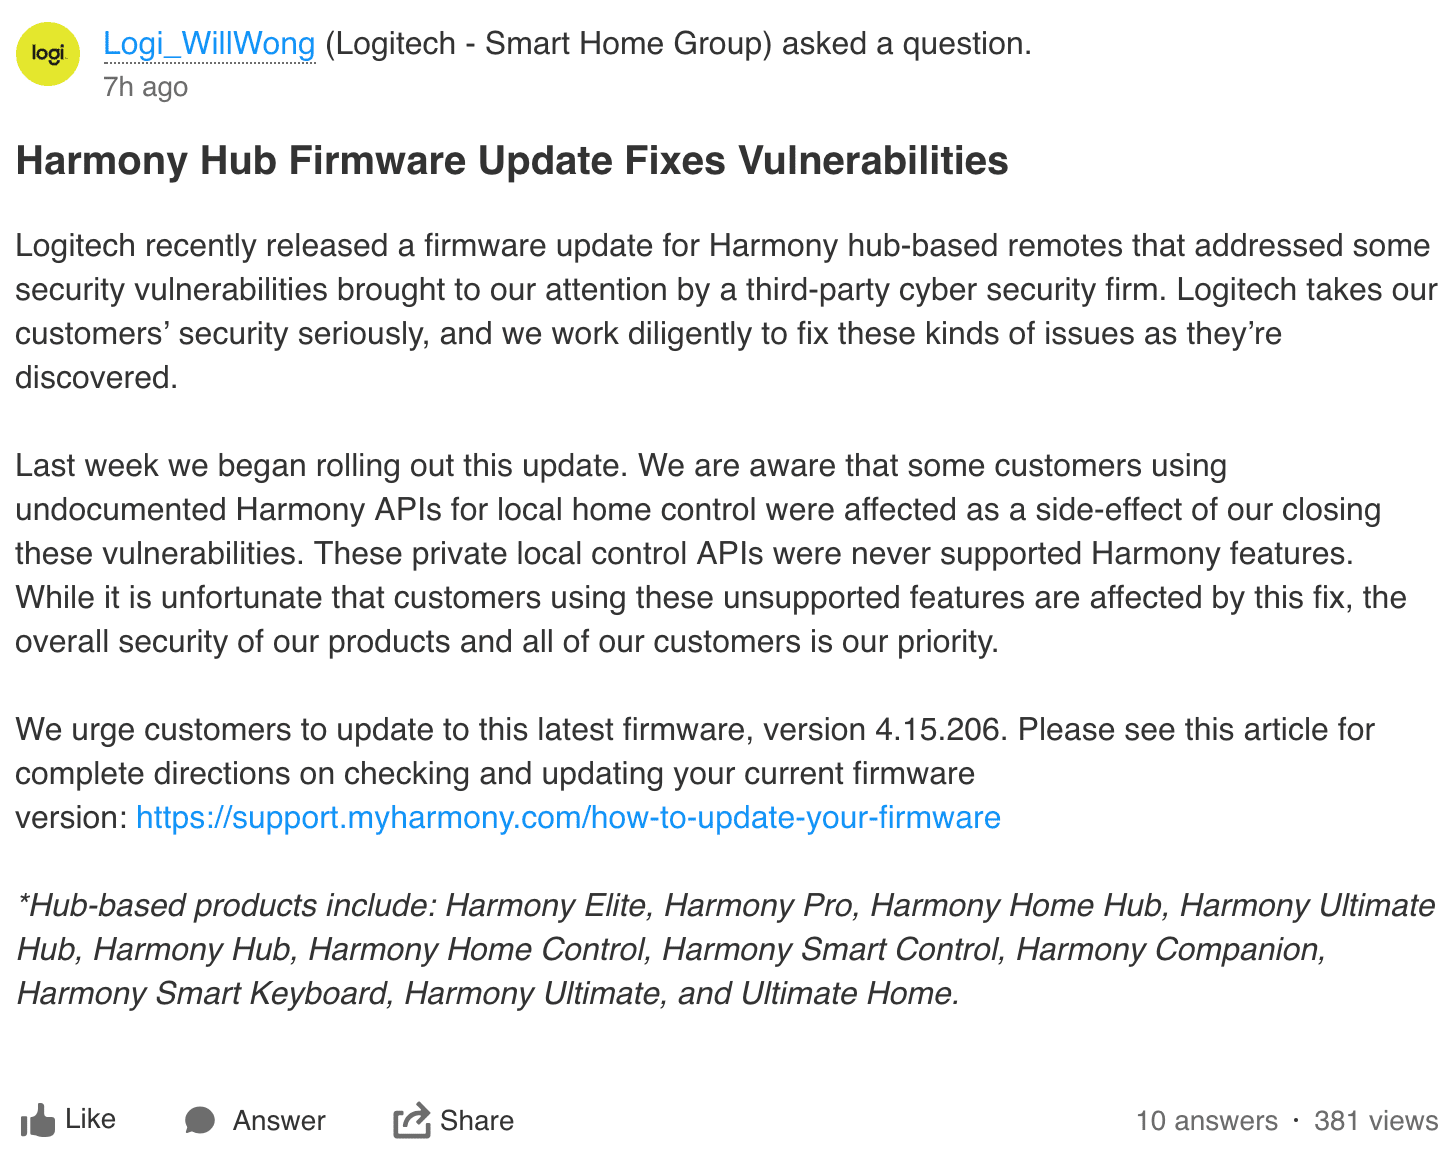 logi
Logi_WillWong (Logitech - Smart Home Group) asked a question.
7h ago
Harmony Hub Firmware Update Fixes Vulnerabilities
Logitech recently released a firmware update for Harmony hub-based remotes that addressed some
security vulnerabilities brought to our attention by a third-party cyber security firm. Logitech takes our
customers’ security seriously, and we work diligently to fix these kinds of issues as they’re
discovered.
Last week we began rolling out this update. We are aware that some customers using
undocumented Harmony APIs for local home control were affected as a side-effect of our closing
these vulnerabilities. These private local control APIs were never supported Harmony features.
While it is unfortunate that customers using these unsupported features are affected by this fix, the
overall security of our products and all of our customers is our priority.
We urge customers to update to this latest firmware, version 4.15.206. Please see this article for
complete directions on checking and updating your current firmware
version: https://support.myharmony.com/how-to-update-your-firmware
*Hub-based products include: Harmony Elite, Harmony Pro, Harmony Home Hub, Harmony Ultimate
Hub, Harmony Hub, Harmony Home Control, Harmony Smart Control, Harmony Companion,
Harmony Smart Keyboard, Harmony Ultimate, and Ultimate Home.
Like Answer Share 10 answers · 381 views